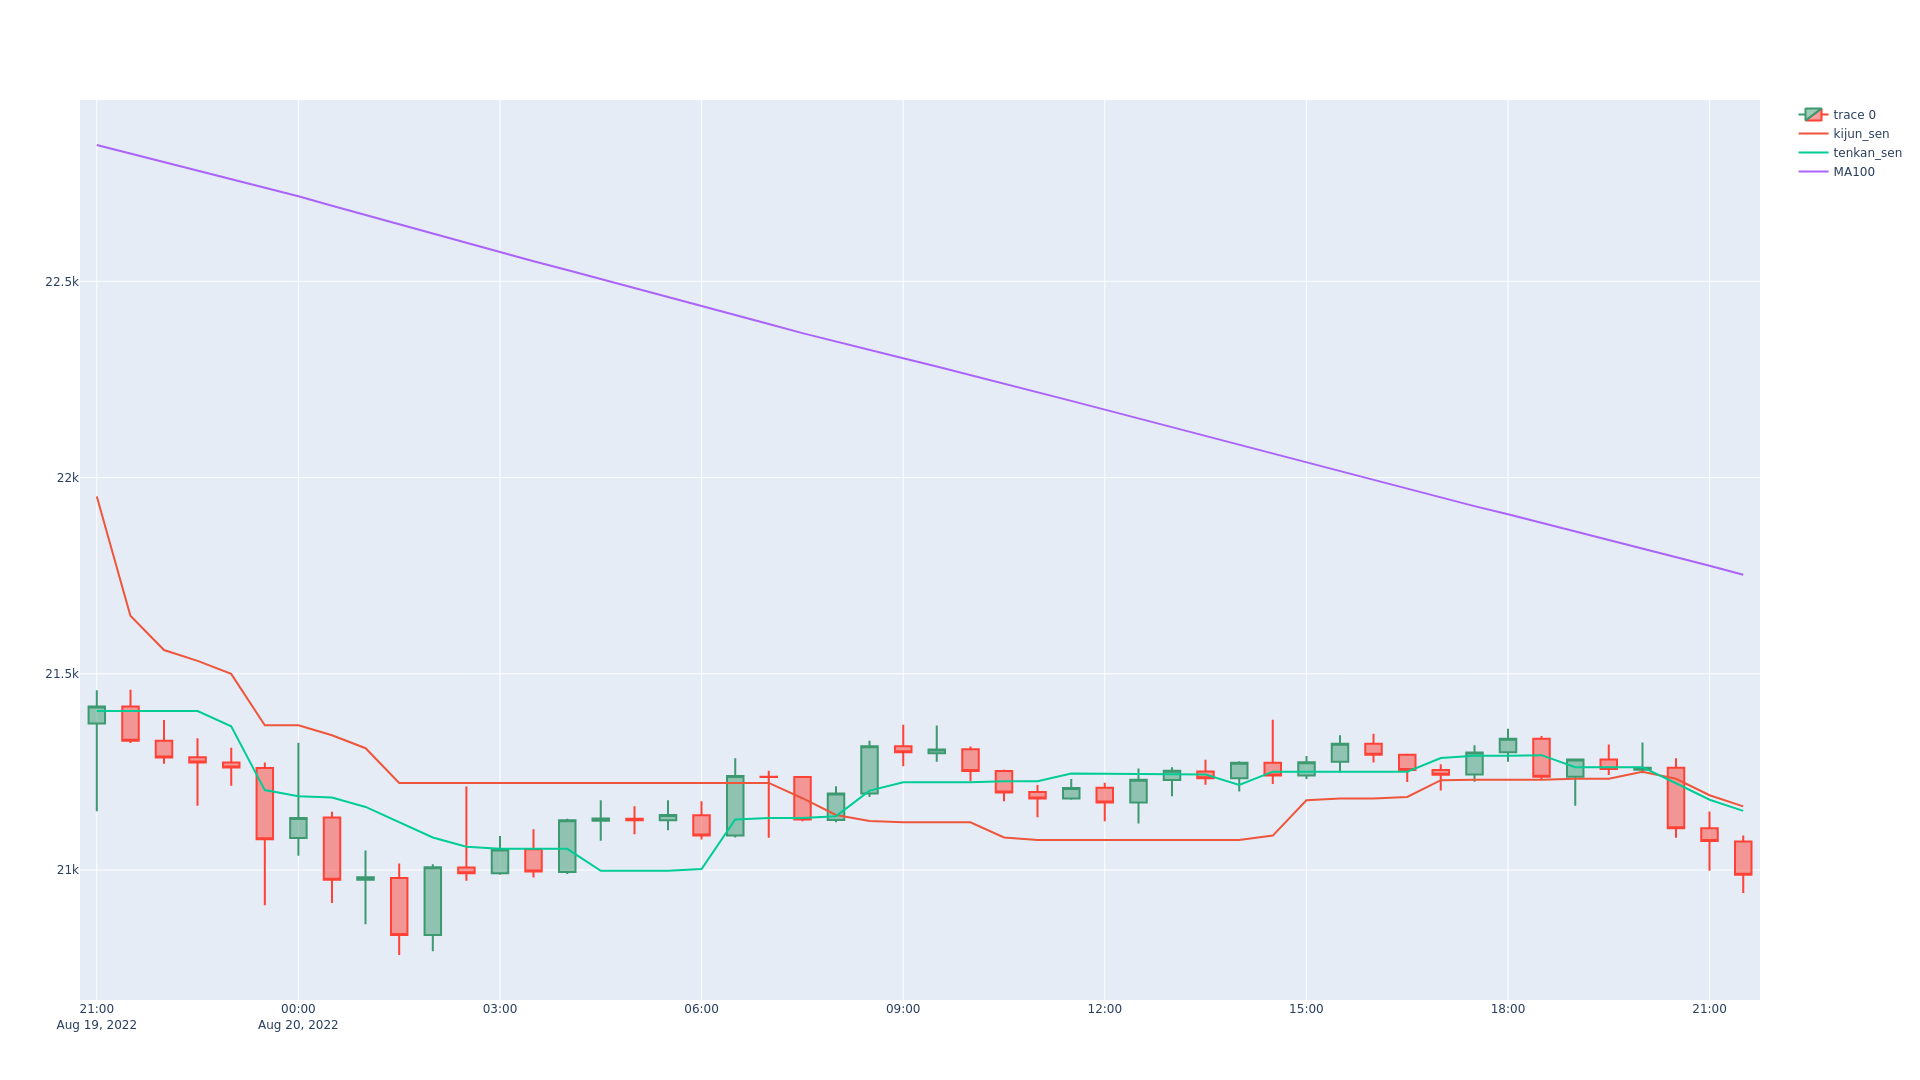 trace 0
kijun_sen
tenkan_sen
MA100
22.5k
22k
21.5k
21k
21:00 00:00 03:00 06:00 09:00 12:00 15:00 18:00 21:00
Aug 19, 2022 Aug 20, 2022